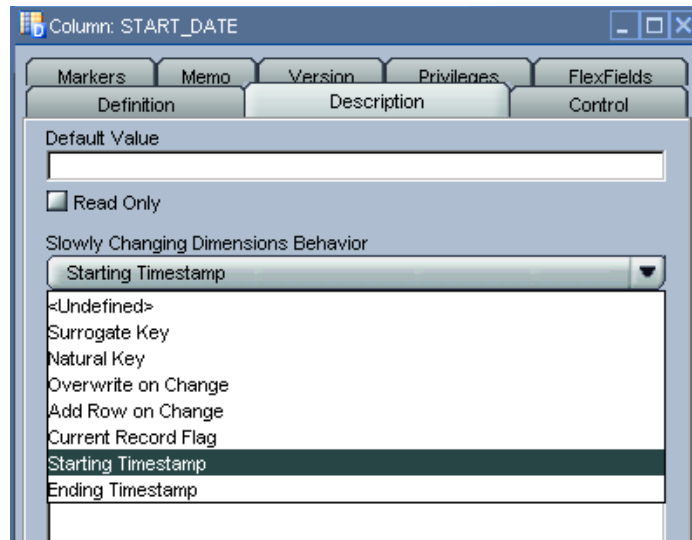 Column: START_DATE
Markers Memo Version Privileges FlexFields
Definition Description Control
Default Value
Read Only
Slowly Changing Dimensions Behavior
Starting Timestamp
<Undefined>
Surrogate Key
Natural Key
Overwrite on Change
Add Row on Change
Current Record Flag
Starting Timestamp
Ending Timestamp